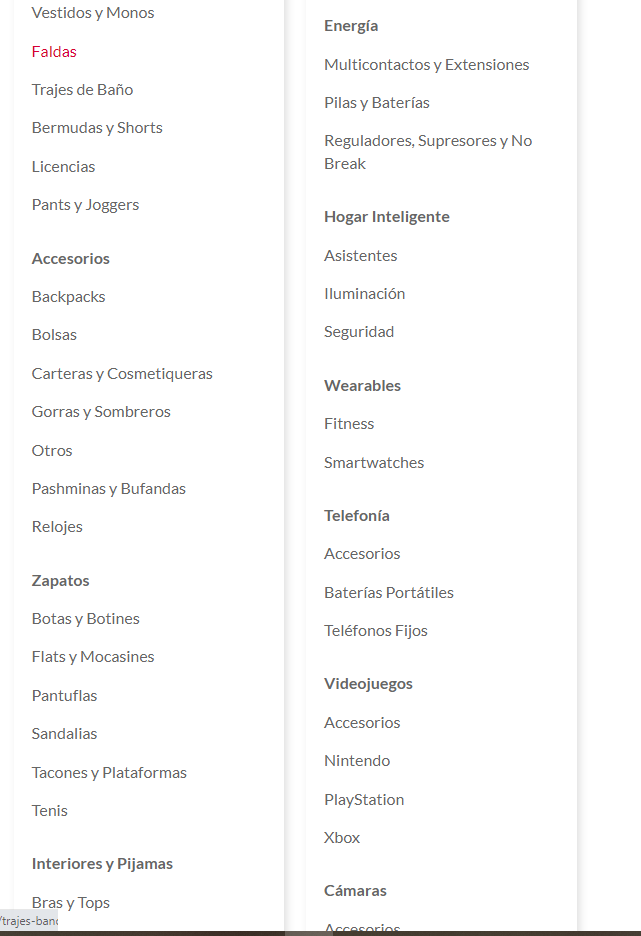 Vestidos y Monos
Faldas
Trajes de Baño
Bermudas y Shorts
Licencias
Pants y Joggers
Accesorios
Backpacks
Bolsas
Carteras y Cosmetiqueras
Gorras y Sombreros
Otros
Pashminas y Bufandas
Relojes
Zapatos
Botas y Botines
Flats y Mocasines
Pantuflas
Sandalias
Tacones y Plataformas
Tenis
Interiores y Pijamas
Bras y Tops
/trajes-banc
Energía
Multicontactos y Extensiones
Pilas y Baterías
Reguladores, Supresores y No
Break
Hogar Inteligente
Asistentes
Iluminación
Seguridad
Wearables
Fitness
Smartwatches
Telefonía
Accesorios
Baterías Portátiles
Teléfonos Fijos
Videojuegos
Accesorios
Nintendo
PlayStation
Xbox
Cámaras
Accesorios